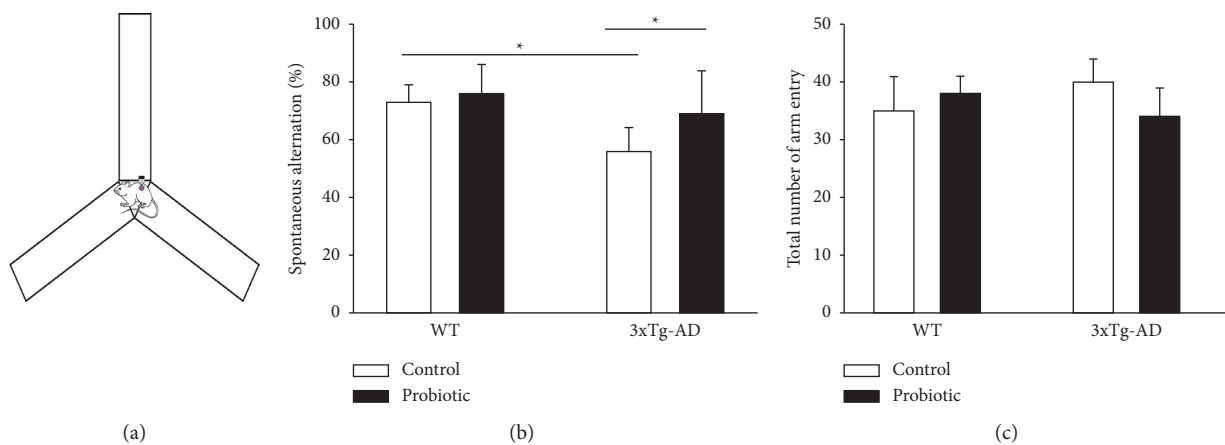 100
80
60
40
20
0
Spontaneous alternation (%)
*
*
WT
3xTg-AD
Control
Probiotic
50
40
30
20
10
0
Total number of arm entry
WT
3xTg-AD
Control
Probiotic
(a)
(b)
(c)